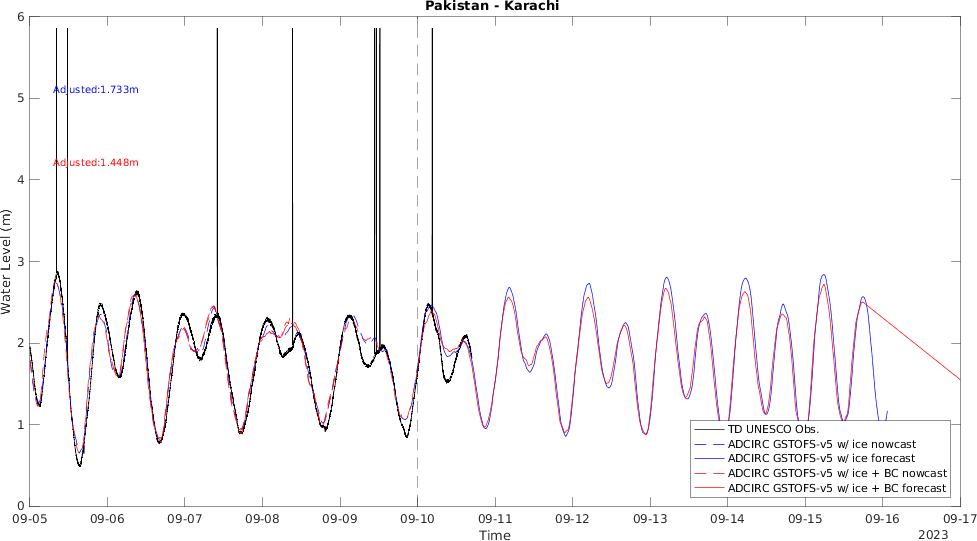 Pakistan - Karachi
6
5
4
3
2
1
0
Water Level (m)
Adjusted:1.733m
Adjusted:1.448m
TD UNESCO Obs.
ADCIRC GSTOFS-v5 w/ ice nowcast
ADCIRC GSTOFS-v5 w/ ice forecast
ADCIRC GSTOFS-v5 w/ ice + BC nowcast
ADCIRC GSTOFS-v5 w/ ice + BC forecast
09-05 09-06 09-07 09-08 09-09 09-10 09-11 09-12 09-13 09-14 09-15 09-16 09-17
Time
2023